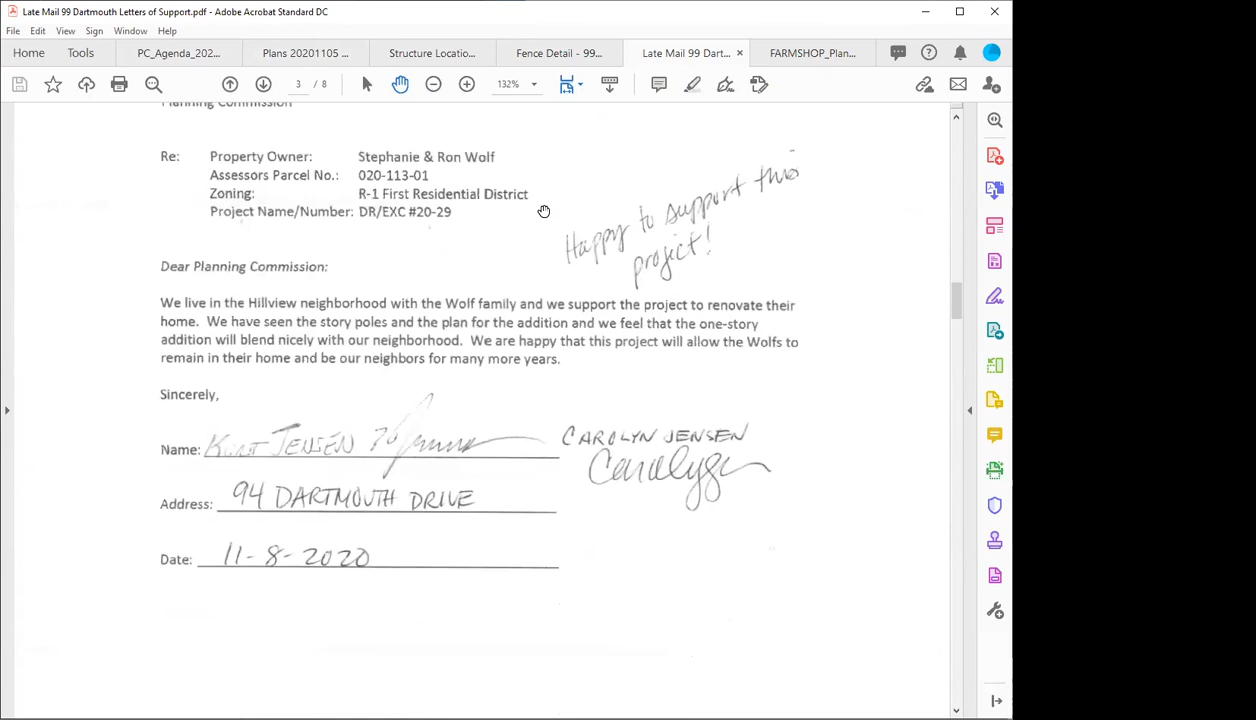 Late Mail 99 Dartmouth Letters of Support.pdf - Adobe Acrobat Standard DC
File Edit View Sign Window Help
Home Tools PC_Agenda_202... Plans 20201105 ... Structure Locatio... Fence Detail - 99... Late Mail 99 Dart... × FARMSHOP_Plan...
3 / 8 132%
Planning Commission
Re: Property Owner: Stephanie & Ron Wolf
Assessors Parcel No.: 020-113-01
Zoning: R-1 First Residential District
Project Name/Number: DR/EXC #20-29
Happy to support this
project!
Dear Planning Commission:
We live in the Hillview neighborhood with the Wolf family and we support the project to renovate their
home. We have seen the story poles and the plan for the addition and we feel that the one-story
addition will blend nicely with our neighborhood. We are happy that this project will allow the Wolfs to
remain in their home and be our neighbors for many more years.
Sincerely,
Name: KURT JENSEN CAROLYN JENSEN
Address: 94 DARTMOUTH DRIVE
Date: 11-8-2020